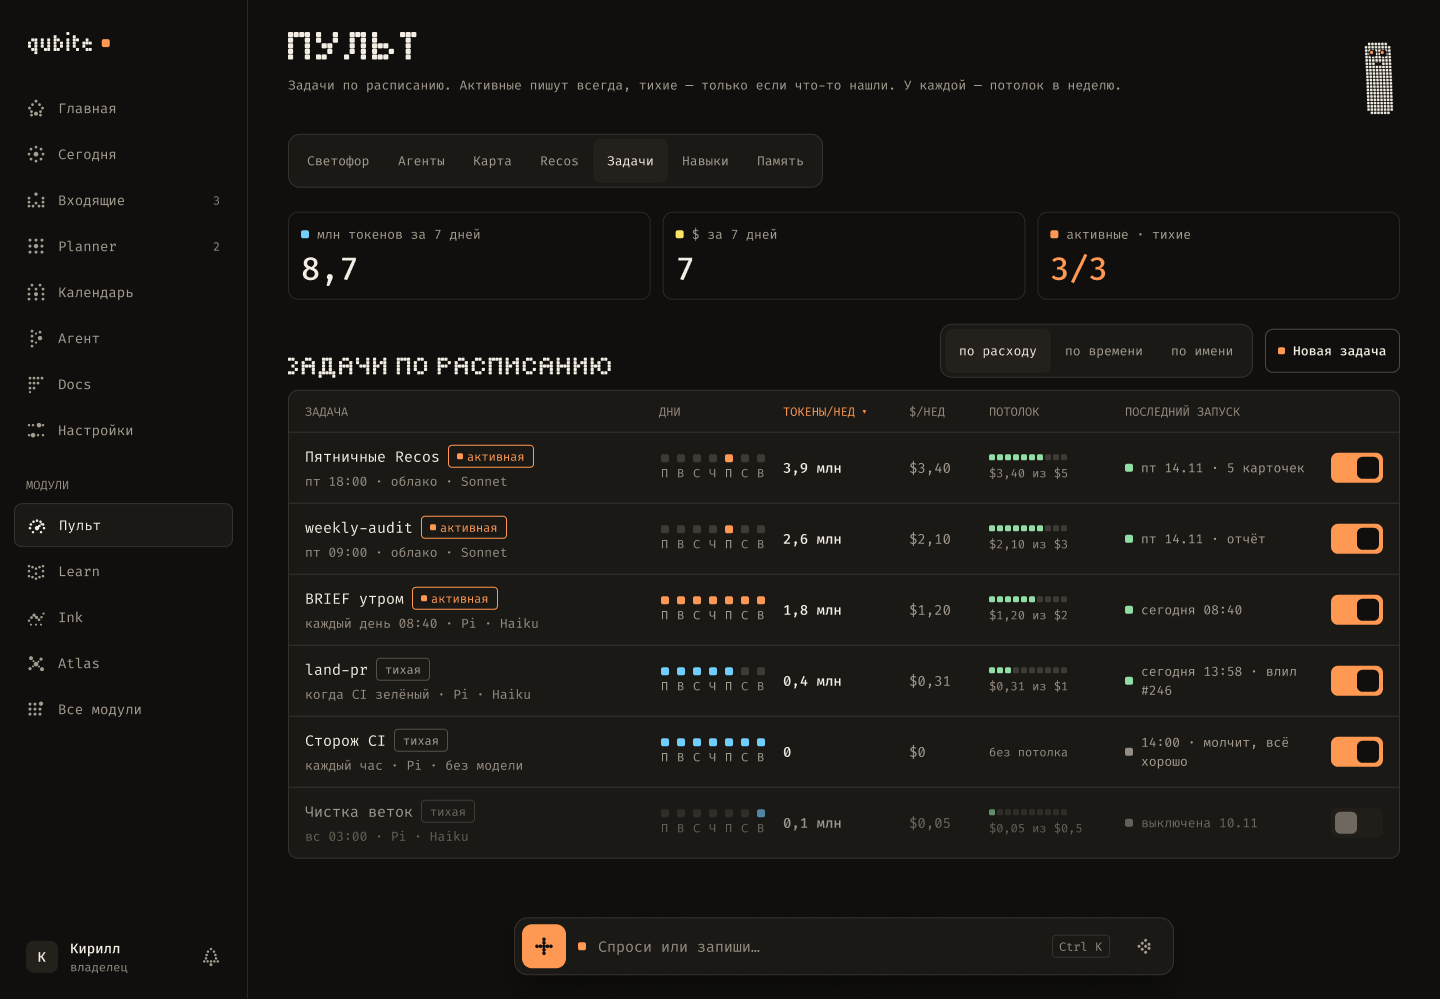 qubite
Главная
Сегодня
Входящие 3
Planner 2
Календарь
Агент
Docs
Настройки
МОДУЛИ
Пульт
Learn
Ink
Atlas
Все модули
К
Кирилл
владелец
ПУЛЬТ
Задачи по расписанию. Активные пишут всегда, тихие — только если что-то нашли. У каждой — потолок в неделю.
Светофор Агенты Карта Recos Задачи Навыки Память
млн токенов за 7 дней
8,7
$ за 7 дней
7
активные · тихие
3/3
ЗАДАЧИ ПО РАСПИСАНИЮ
по расходу по времени по имени
Новая задача
ЗАДАЧА ДНИ ТОКЕНЫ/НЕД ▾ $/НЕД ПОТОЛОК ПОСЛЕДНИЙ ЗАПУСК
Пятничные Recos активная
пт 18:00 · облако · Sonnet
П В С Ч П С В
3,9 млн
$3,40
$3,40 из $5
пт 14.11 · 5 карточек
weekly-audit активная
пт 09:00 · облако · Sonnet
П В С Ч П С В
2,6 млн
$2,10
$2,10 из $3
пт 14.11 · отчёт
BRIEF утром активная
каждый день 08:40 · Pi · Haiku
П В С Ч П С В
1,8 млн
$1,20
$1,20 из $2
сегодня 08:40
land-pr тихая
когда CI зелёный · Pi · Haiku
П В С Ч П С В
0,4 млн
$0,31
$0,31 из $1
сегодня 13:58 · влил
#246
Сторож CI тихая
каждый час · Pi · без модели
П В С Ч П С В
0
$0
без потолка
14:00 · молчит, всё
хорошо
Чистка веток тихая
вс 03:00 · Pi · Haiku
П В С Ч П С В
0,1 млн
$0,05
$0,05 из $0,5
выключена 10.11
Спроси или запиши…
Ctrl K